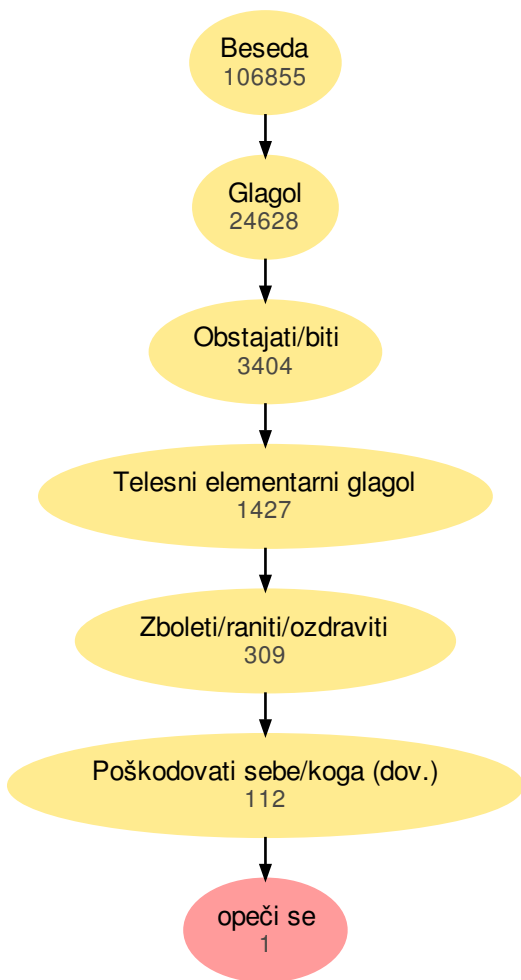 Beseda
106855
Glagol
24628
Obstajati/biti
3404
Telesni elementarni glagol
1427
Zboleti/raniti/ozdraviti
309
Poškodovati sebe/koga (dov.)
112
opeči se
1